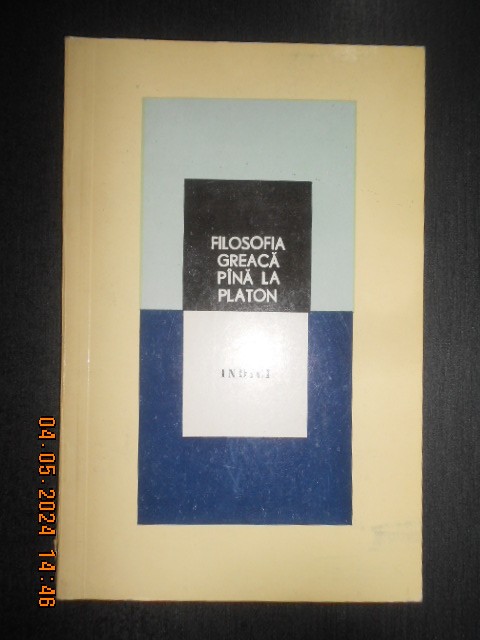 FILOSOFIA
GREACĂ
PÎNĂ LA
PLATON
INDICI
04.05.2024 14:46